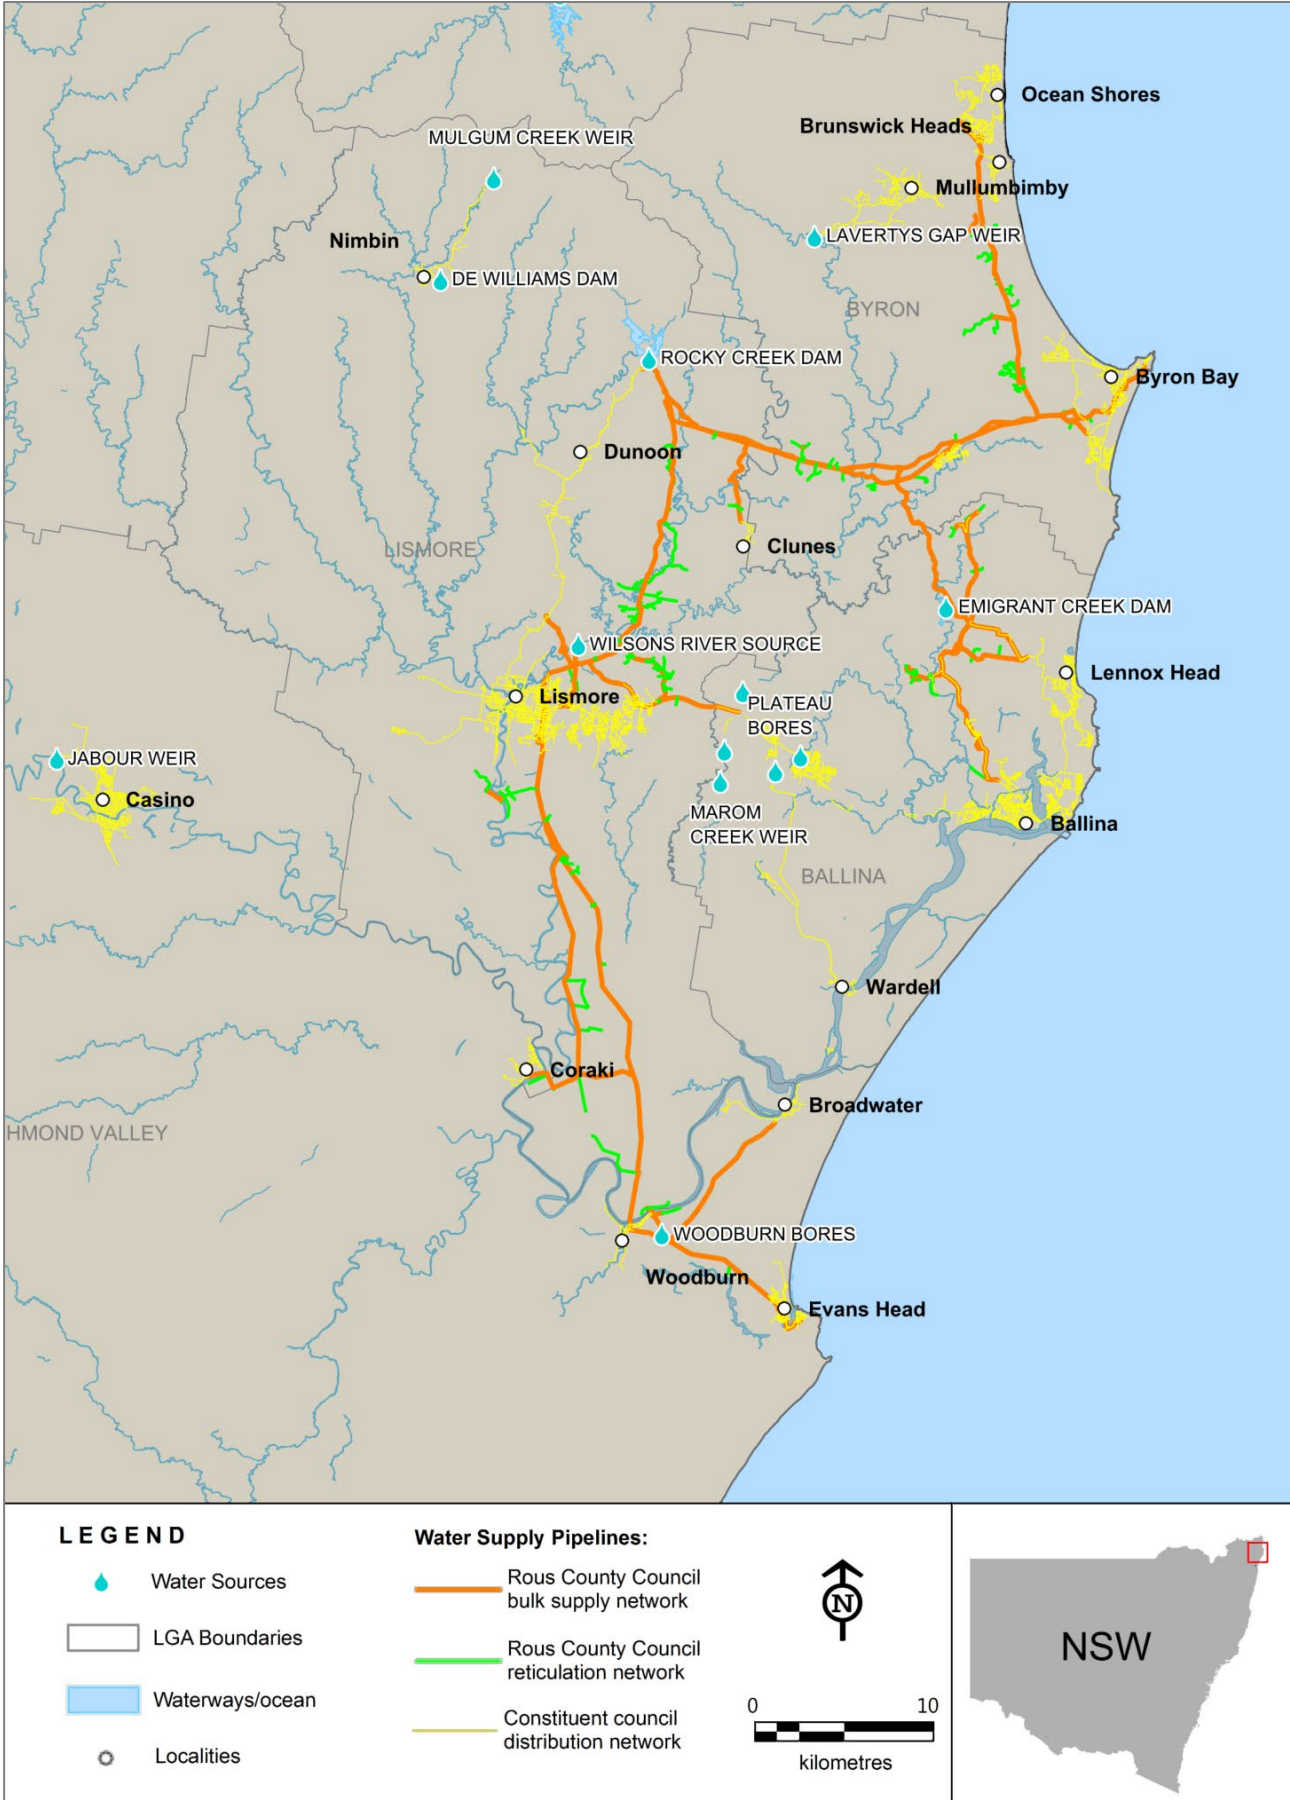 Ocean Shores
Brunswick Heads
MULGUM CREEK WEIR
Mullumbimby
LAVERTYS GAP WEIR
Nimbin
DE WILLIAMS DAM
BYRON
ROCKY CREEK DAM
Byron Bay
Dunoon
LISMORE
Clunes
EMIGRANT CREEK DAM
WILSONS RIVER SOURCE
Lennox Head
Lismore
PLATEAU
BORES
JABOUR WEIR
Casino
MAROM
CREEK WEIR
Ballina
BALLINA
Wardell
Coraki
Broadwater
HMOND VALLEY
WOODBURN BORES
Woodburn
Evans Head
LEGEND
Water Sources
LGA Boundaries
Waterways/ocean
Localities
Water Supply Pipelines:
Rous County Council
bulk supply network
Rous County Council
reticulation network
Constituent council
distribution network
N
0 10
kilometres
NSW